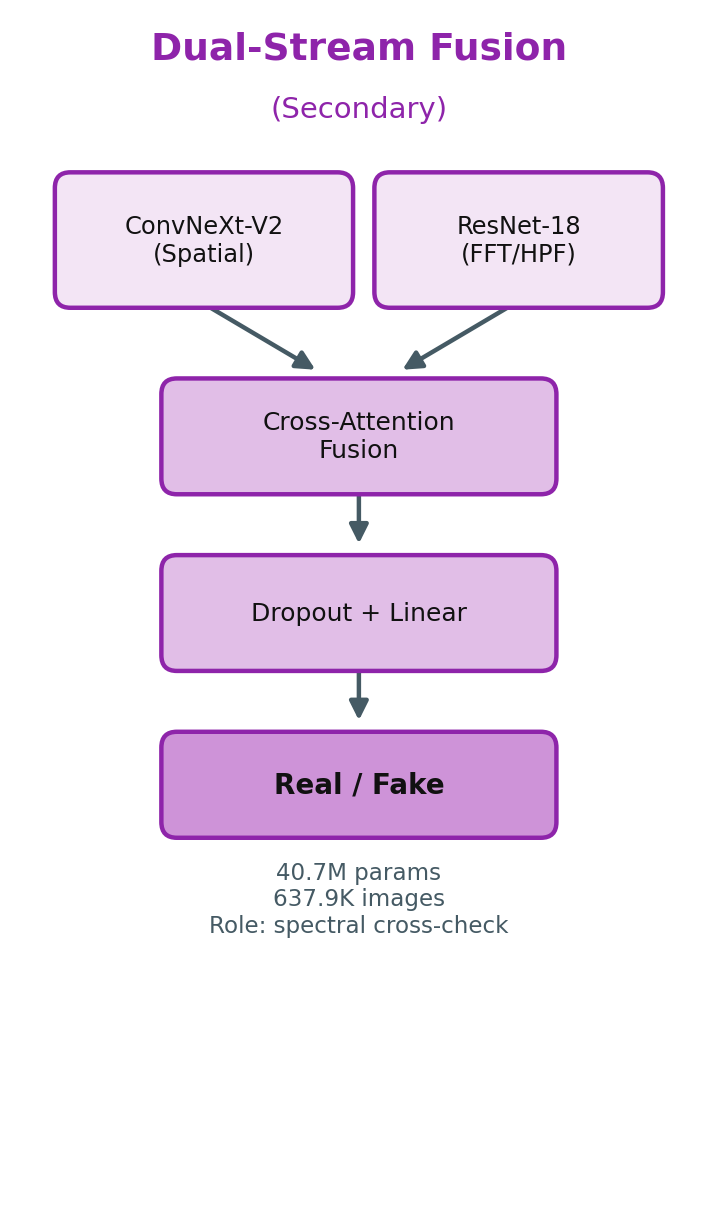 Dual-Stream Fusion
(Secondary)
ConvNeXt-V2
(Spatial)
ResNet-18
(FFT/HPF)
Cross-Attention
Fusion
Dropout + Linear
Real / Fake
40.7M params
637.9K images
Role: spectral cross-check